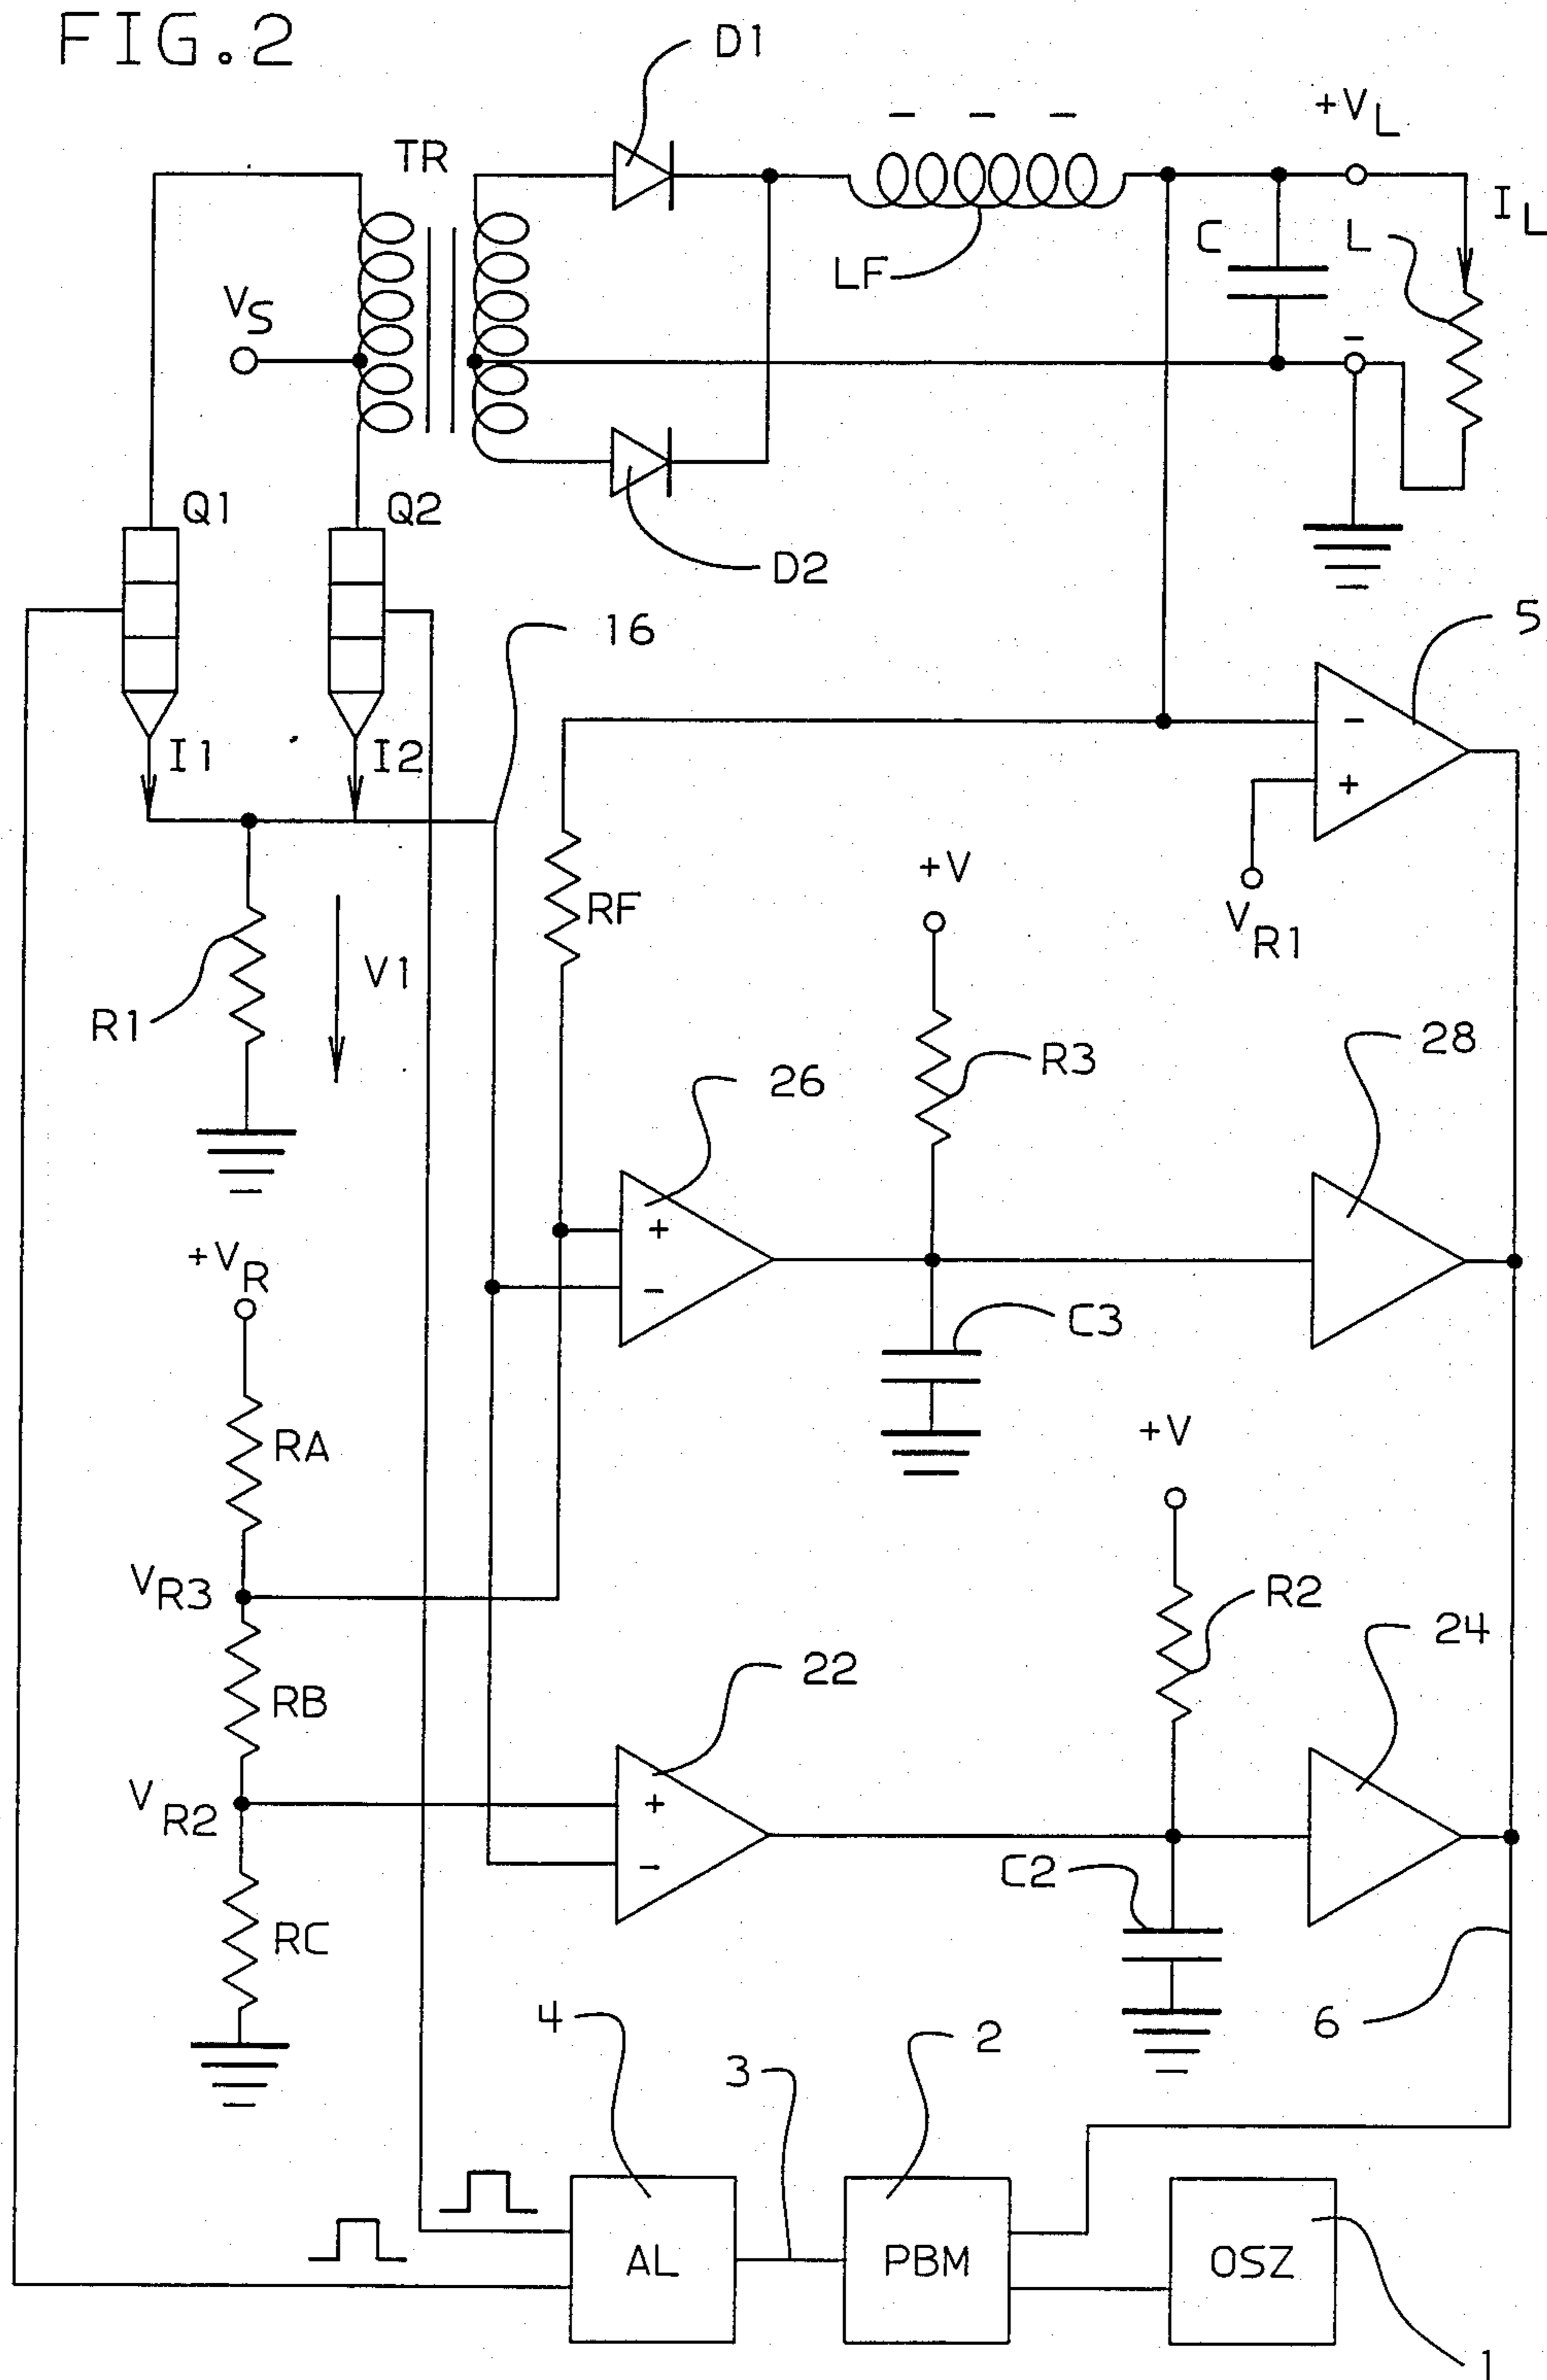 FIG.2
D1
+VL
TR
IL
C
L
LF
VS
-
Q1
Q2
D2
16
5
I1
I2
-
+
+V
RF
VR1
V1
R1
28
R3
26
+
+VR
-
C3
RA
+V
VR3
R2
24
RB
22
VR2
+
-
C2
RC
4
2
6
3
AL
PBM
OSZ
1